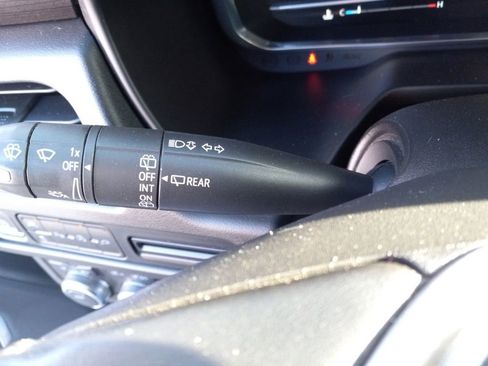 C H
1x
OFF
OFF
INT
ON
REAR